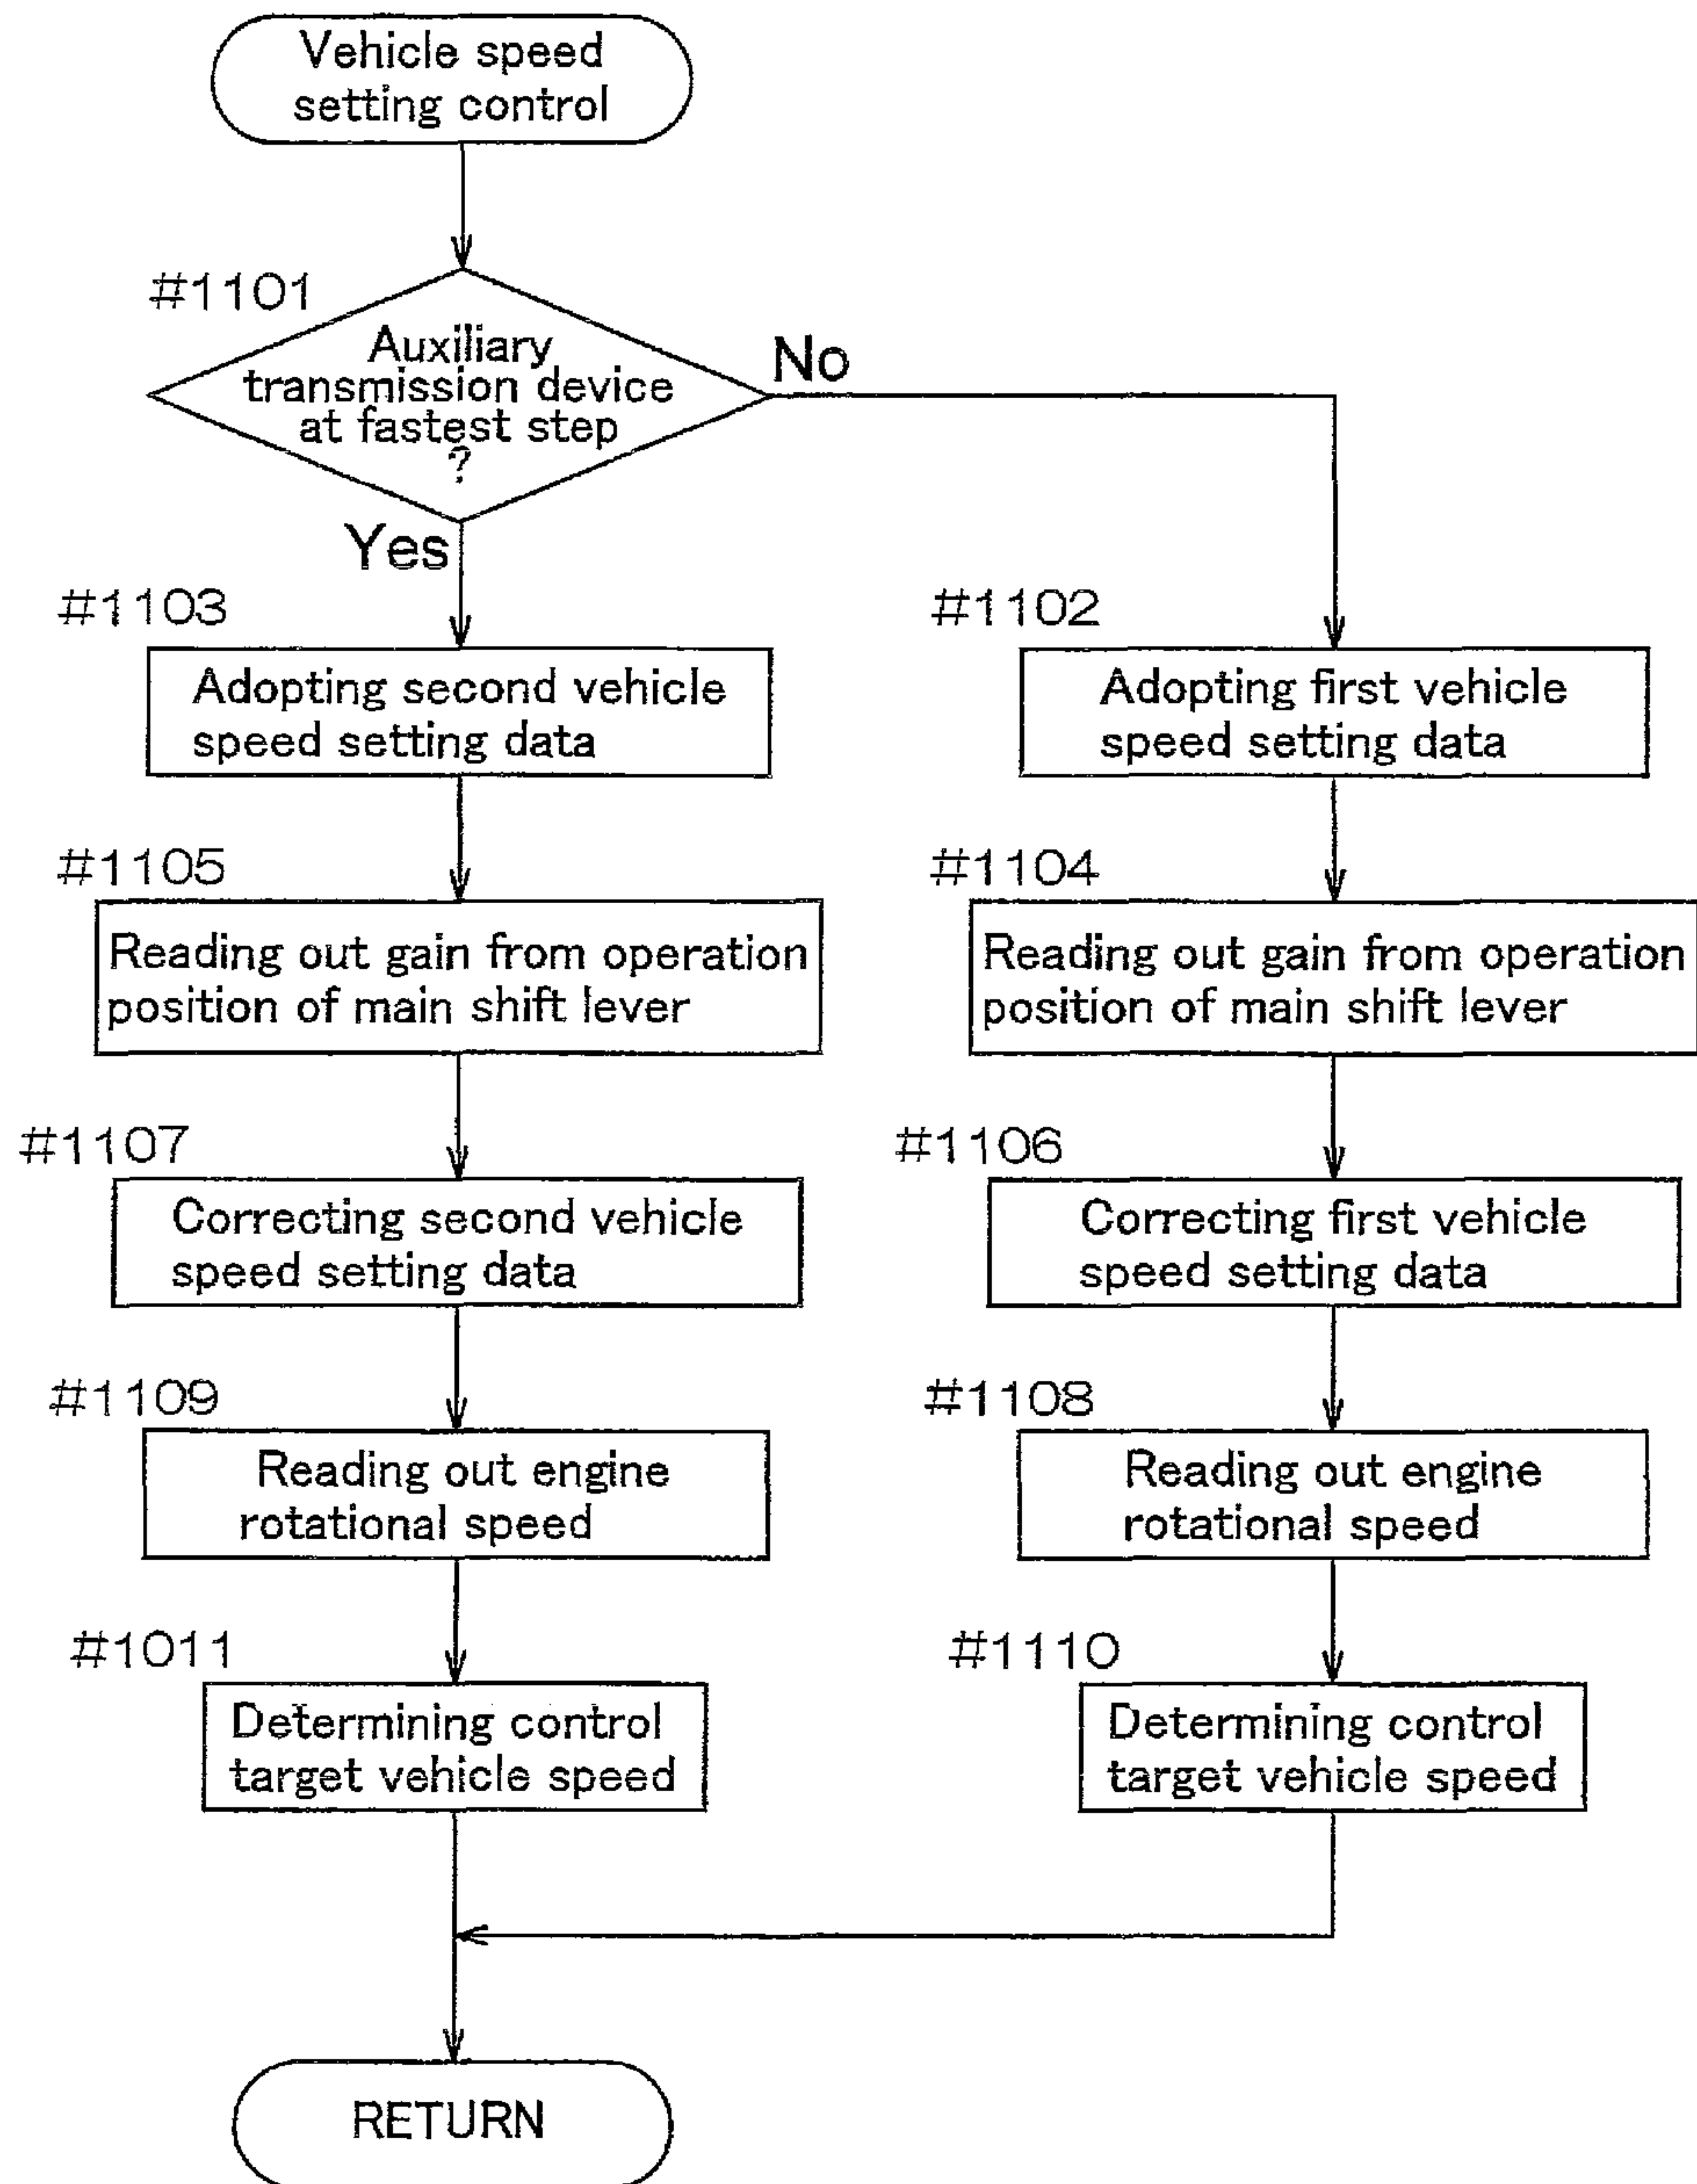 Vehicle speed
setting control
#1101
Auxiliary
transmission device
at fastest step
?
No
Yes
#1103
Adopting second vehicle
speed setting data
#1105
Reading out gain from operation
position of main shift lever
#1107
Correcting second vehicle
speed setting data
#1109
Reading out engine
rotational speed
#1011
Determining control
target vehicle speed
#1102
Adopting first vehicle
speed setting data
#1104
Reading out gain from operation
position of main shift lever
#1106
Correcting first vehicle
speed setting data
#1108
Reading out engine
rotational speed
#1110
Determining control
target vehicle speed
RETURN